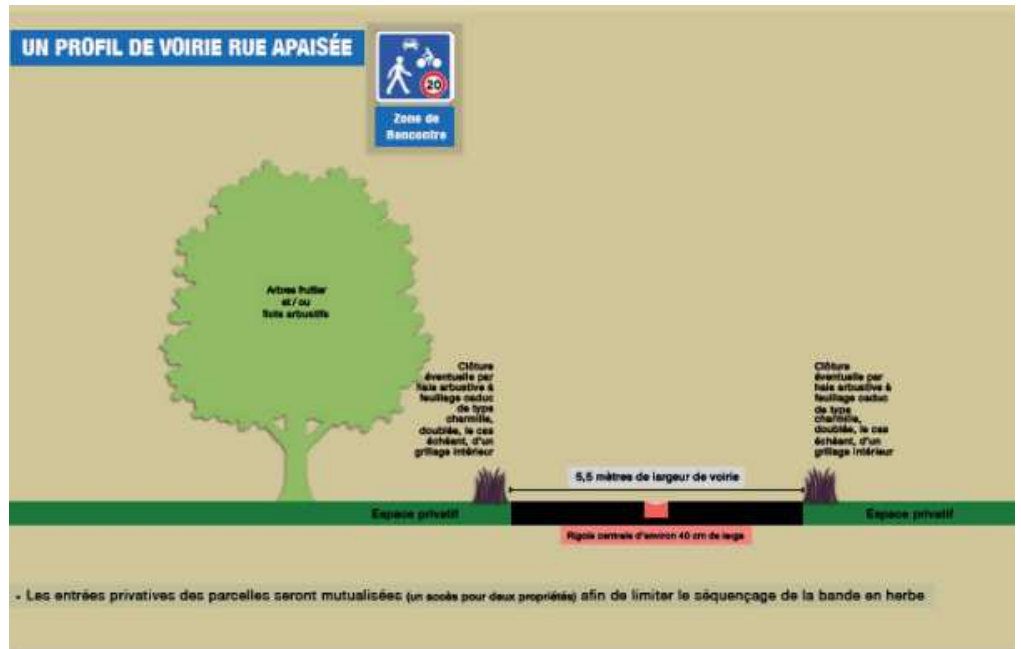 UN PROFIL DE VOIRIE RUE APAISÉE
20
Zone de
Rencontre
Arbres fruitier
et / ou
ilots arbustifs
Clôture
éventuelle par
haie arbustive à
feuillage caduc
de type
charmille,
doublée, le cas
échéant, d'un
grillage intérieur
Clôture
éventuelle par
haie arbustive à
feuillage caduc
de type
charmille,
doublée, le cas
échéant, d'un
grillage intérieur
5,5 mètres de largeur de voirie
Espace privatif
Espace privatif
Rigole centrale d'environ 40 cm de large
- Les entrées privatives des parcelles seront mutualisées (un accès pour deux propriétés) afin de limiter le séquençage de la bande en herbe